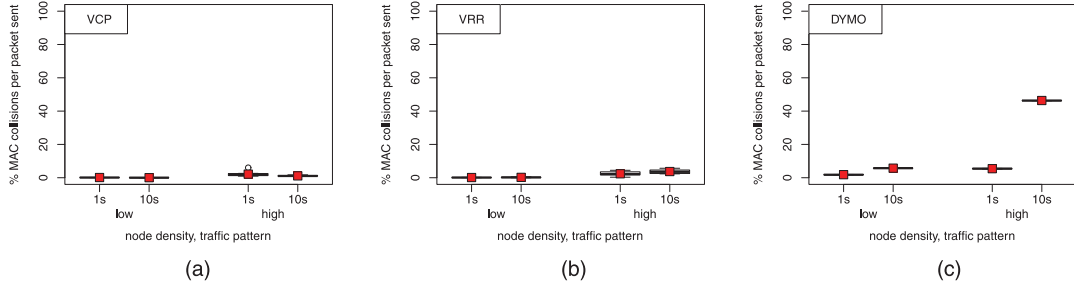 VCP
% MAC collisions per packet sent
0 20 40 60 80 100
1s 10s 1s 10s
low high
node density, traffic pattern
(a)
VRR
% MAC collisions per packet sent
0 20 40 60 80 100
1s 10s 1s 10s
low high
node density, traffic pattern
(b)
DYMO
% MAC collisions per packet sent
0 20 40 60 80 100
1s 10s 1s 10s
low high
node density, traffic pattern
(c)